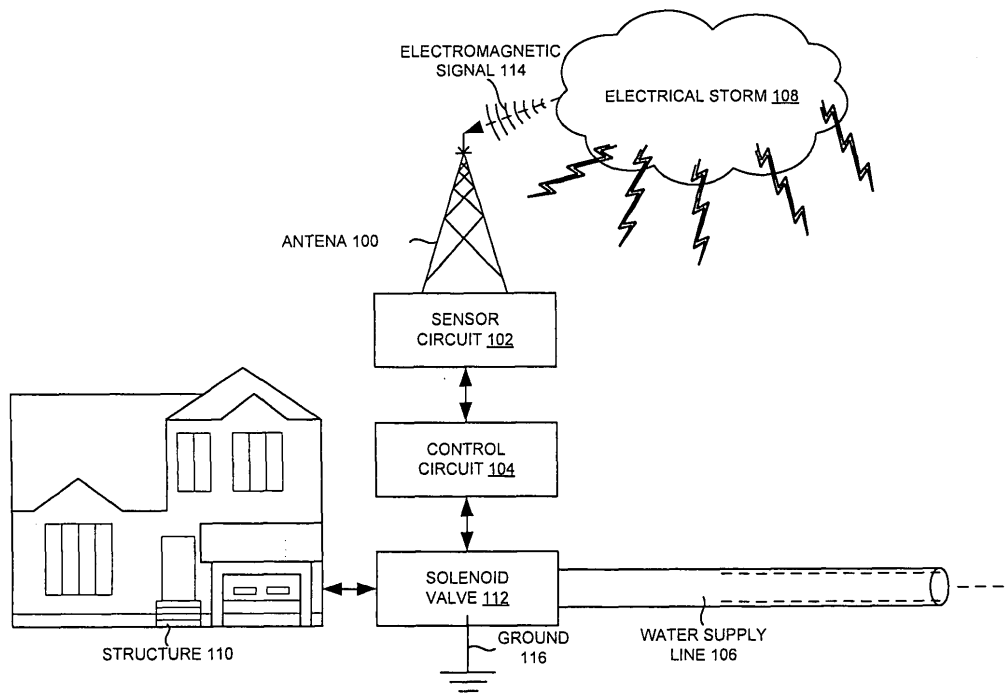 ELECTROMAGNETIC
SIGNAL 114
ELECTRICAL STORM 108
ANTENA 100
SENSOR
CIRCUIT 102
CONTROL
CIRCUIT 104
SOLENOID
VALVE 112
GROUND
116
WATER SUPPLY
LINE 106
STRUCTURE 110